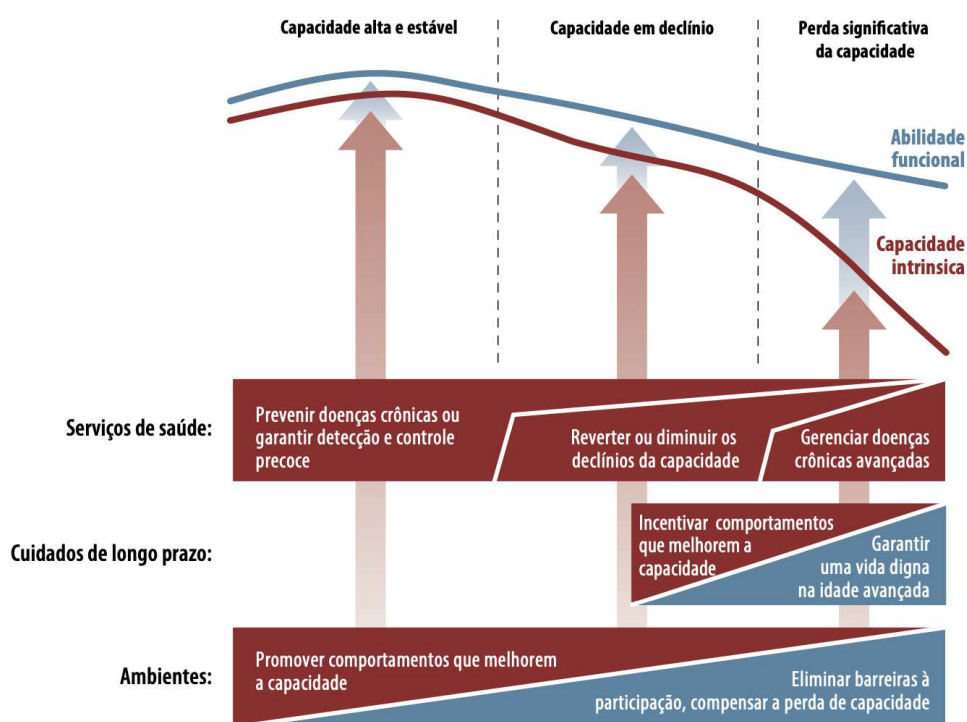 Capacidade alta e estável
Capacidade em declínio
Perda significativa
da capacidade
Abilidade
funcional
Capacidade
intrinsica
Serviços de saúde:
Prevenir doenças crônicas ou
garantir detecção e controle
precoce
Reverter ou diminuir os
declínios da capacidade
Gerenciar doenças
crônicas avançadas
Cuidados de longo prazo:
Incentivar comportamentos
que melhorem a
capacidade
Garantir
uma vida digna
na idade avançada
Ambientes:
Promover comportamentos que melhorem
a capacidade
Eliminar barreiras à
participação, compensar a perda de capacidade